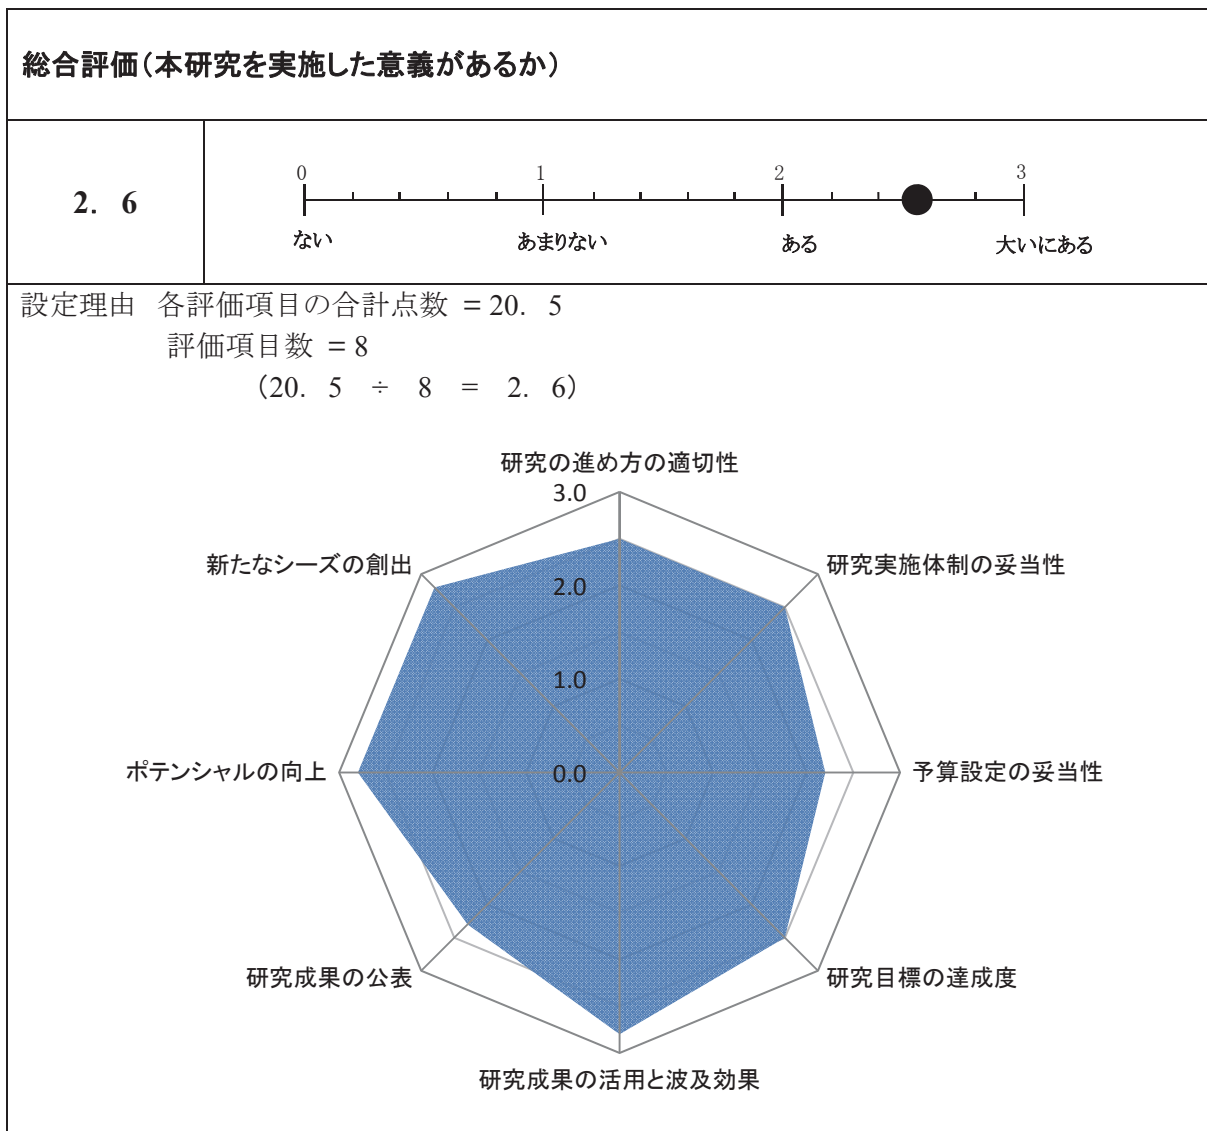 総合評価（本研究を実施した意義があるか）
2．6
0 1 2 3
ない あまりない ある 大いにある
設定理由 各評価項目の合計点数 = 20．5
評価項目数 = 8
（20．5 ÷ 8 = 2．6）
研究の進め方の適切性
3.0
新たなシーズの創出
研究実施体制の妥当性
2.0
1.0
ポテンシャルの向上
0.0
予算設定の妥当性
研究成果の公表
研究目標の達成度
研究成果の活用と波及効果